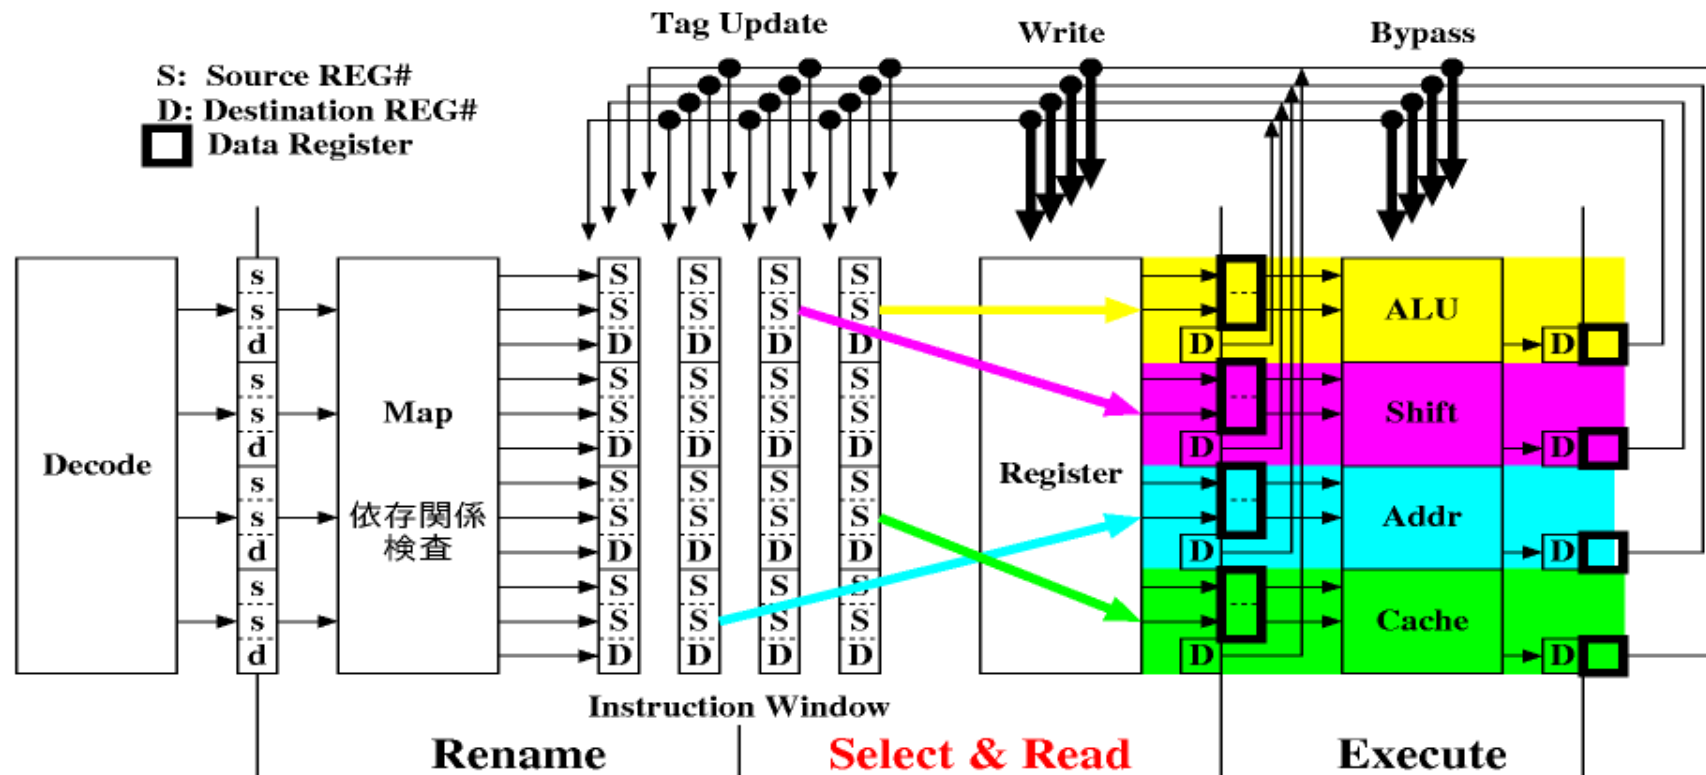 Tag Update
Write
Bypass
S: Source REG#
D: Destination REG#
Data Register
Decode
s
s
d
s
s
d
s
s
d
s
s
d
Map
依存関係
検査
S S S S
S S S S
D D D D
S S S S
S S S S
D D D D
S S S S
S S S S
D D D D
S S S S
S S S S
D D D D
Instruction Window
Register
D
D
D
D
ALU
Shift
Addr
Cache
D
D
D
D
Rename
Select & Read
Execute